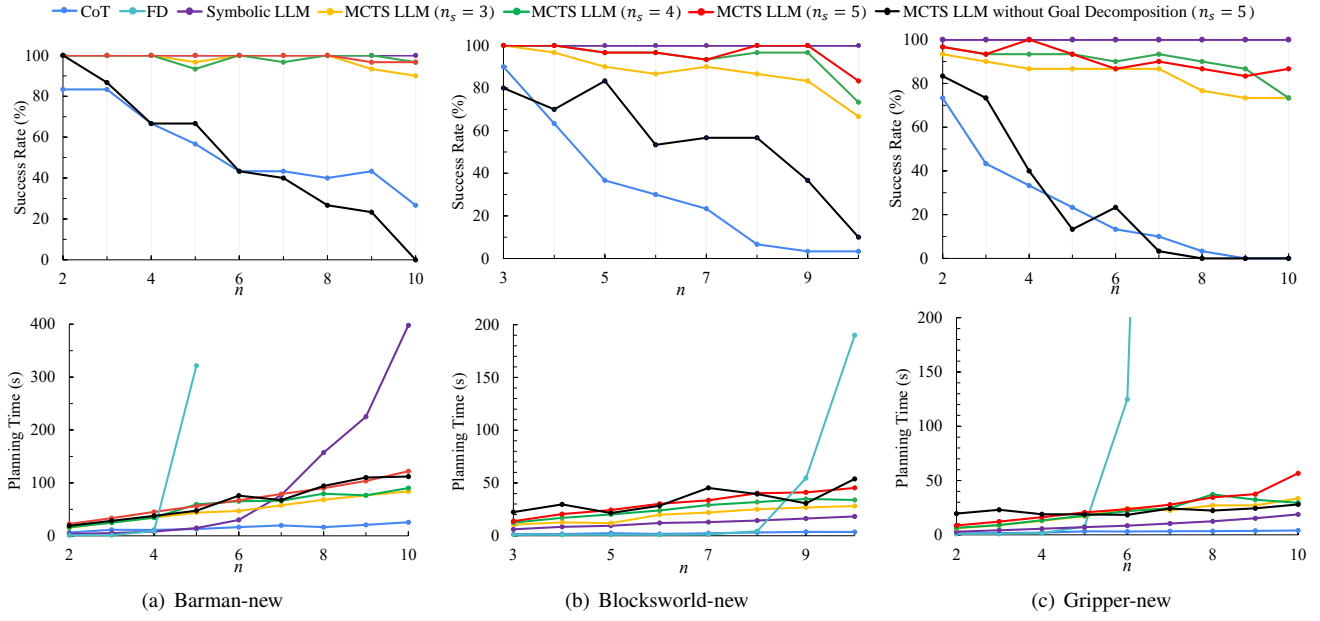 CoT FD Symbolic LLM MCTS LLM (n_s = 3) MCTS LLM (n_s = 4) MCTS LLM (n_s = 5) MCTS LLM without Goal Decomposition (n_s = 5)
Success Rate (%)
100
80
60
40
20
0
2 4 6 8 10
n
Success Rate (%)
100
80
60
40
20
0
3 5 7 9
n
Success Rate (%)
100
80
60
40
20
0
2 4 6 8 10
n
Planning Time (s)
400
300
200
100
0
2 4 6 8 10
n
Planning Time (s)
200
150
100
50
0
3 5 7 9
n
Planning Time (s)
200
150
100
50
0
2 4 6 8 10
n
(a) Barman-new
(b) Blocksworld-new
(c) Gripper-new